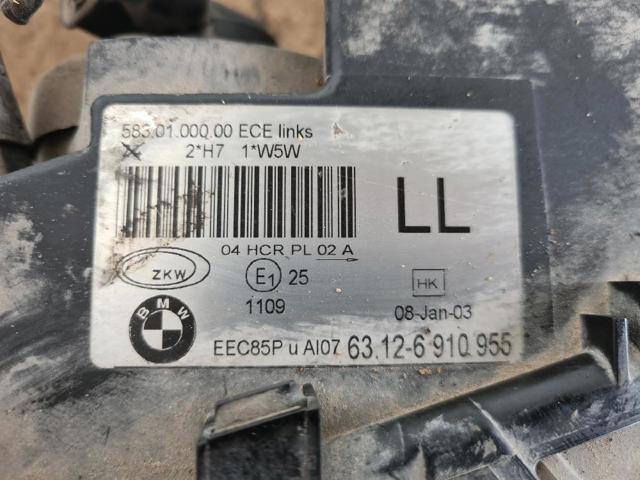 583.01.000.00 ECE links
2*H7 1*W5W
LL
04 HCR PL 02 A
ZKW
E1 25
HK
1109
08-Jan-03
BMW
EEC85P u AI07 63.12-6 910 955